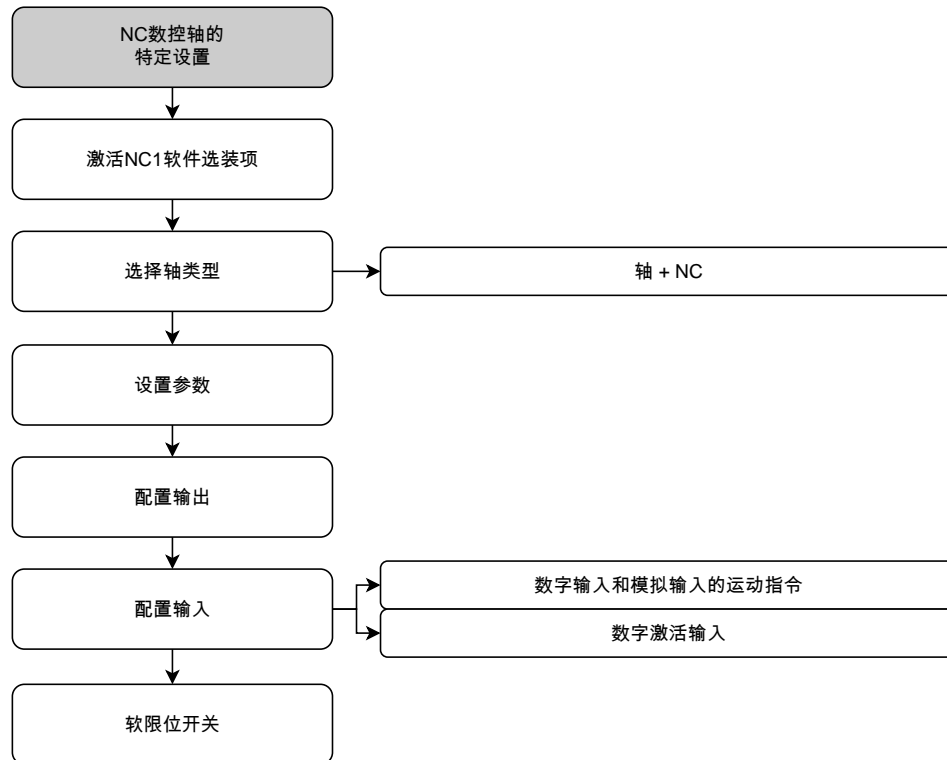 NC数控轴的
特定设置
激活NC1软件选装项
选择轴类型
轴 + NC
设置参数
配置输出
配置输入
数字输入和模拟输入的运动指令
数字激活输入
软限位开关